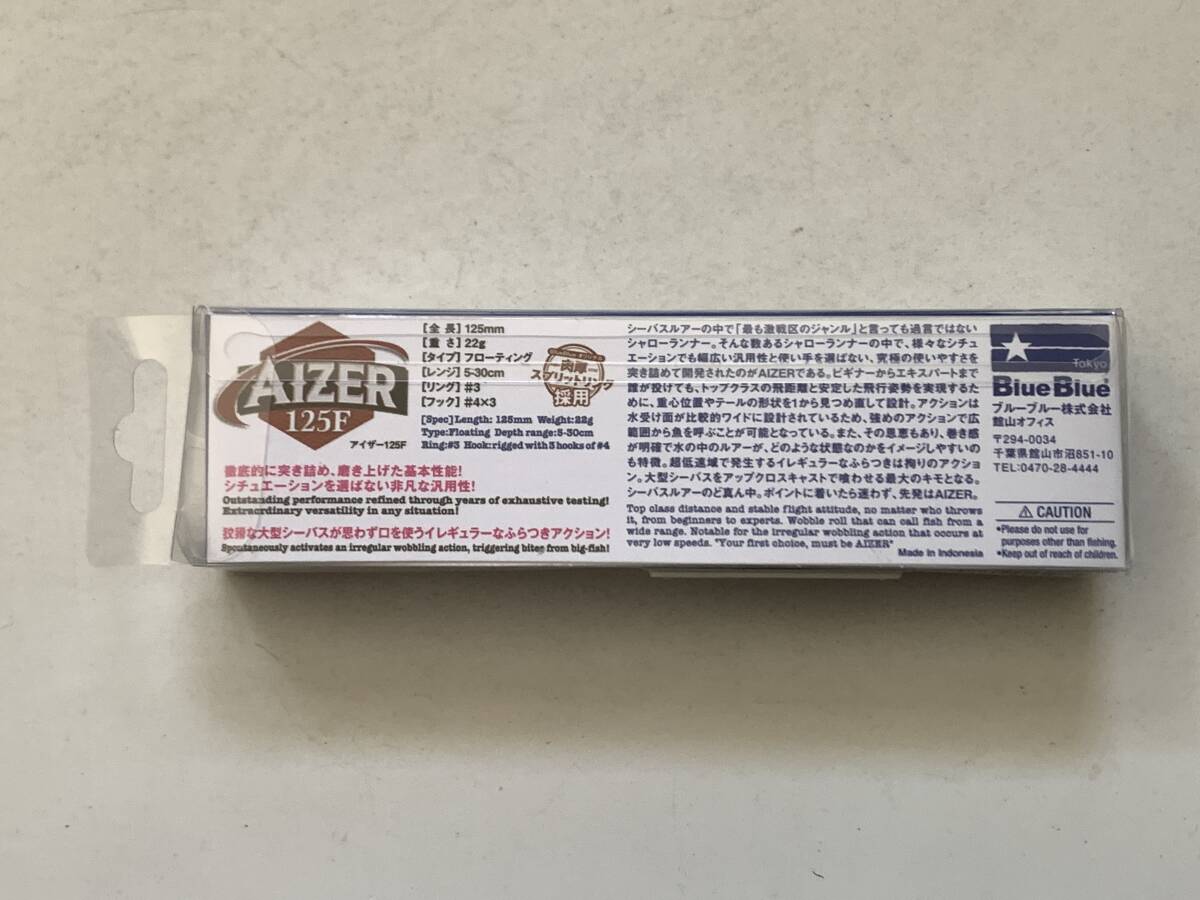 AIZER
125F
アイザー125F
[全 長] 125mm
[重 さ] 22g
[タイプ] フローティング
[レンジ] 5-30cm
[リング] #3
[フック] #4×3
[Spec]Length: 125mm Weight:22g
Type:Floating Depth range:5-30cm
Ring:#3 Hook:rigged with 3 hooks of #4
肉厚
スプリットリング
採用
徹底的に突き詰め、磨き上げた基本性能!
シチュエーションを選ばない非凡な汎用性!
Outstanding performance refined through years of exhaustive testing!
Extraordinary versatility in any situation!
狡猾な大型シーバスが思わず口を使うイレギュラーなふらつきアクション!
Spontaneously activates an irregular wobbling action, triggering bites from big-fish!
シーバスルアーの中で「最も激戦区のジャンル」と言っても過言ではない
シャローランナー。そんな数あるシャローランナーの中で、様々なシチュ
エーションでも幅広い汎用性と使い手を選ばない、究極の使いやすさを
突き詰めて開発されたのがAIZERである。ビギナーからエキスパートまで
誰が投げても、トップクラスの飛距離と安定した飛行姿勢を実現するた
めに、重心位置やテールの形状を1から見つめ直して設計。アクションは
水受け面が比較的ワイドに設計されているため、強めのアクションで広
範囲から魚を呼ぶことが可能となっている。また、その恩恵もあり、巻き感
が明確で水の中のルアーが、どのような状態なのかをイメージしやすいの
も特徴。超低速域で発生するイレギュラーなふらつきは拘りのアクショ
ン。大型シーバスをアップクロスキャストで喰わせる最大のキモとなる。
シーバスルアーのど真ん中。ポイントに着いたら迷わず、先発はAIZER。
Top class distance and stable flight attitude, no matter who throws
it, from beginners to experts. Wobble roll that can call fish from a
wide range. Notable for the irregular wobbling action that occurs at
very low speeds. "Your first choice, must be AIZER"
Made in Indonesia
Tokyo
BlueBlue
ブルーブルー株式会社
館山オフィス
〒294-0034
千葉県館山市沼851-10
TEL:0470-28-4444
⚠ CAUTION
•Please do not use for
purposes other than fishing.
•Keep out of reach of children.